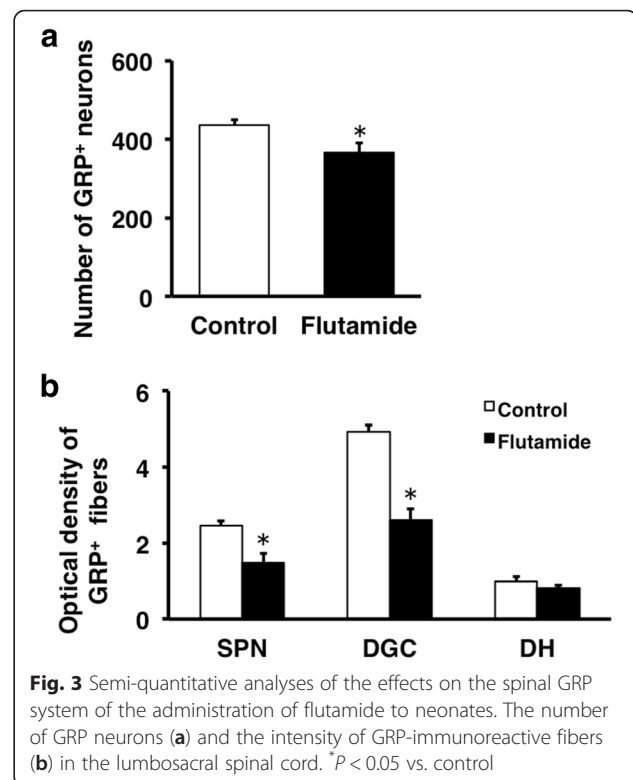 a
600
400
200
0
Number of GRP⁺ neurons
*
Control Flutamide
b
6
4
2
0
Optical density of
GRP⁺ fibers
Control
Flutamide
*
*
SPN DGC DH
Fig. 3 Semi-quantitative analyses of the effects on the spinal GRP
system of the administration of flutamide to neonates. The number
of GRP neurons (a) and the intensity of GRP-immunoreactive fibers
(b) in the lumbosacral spinal cord. *P < 0.05 vs. control